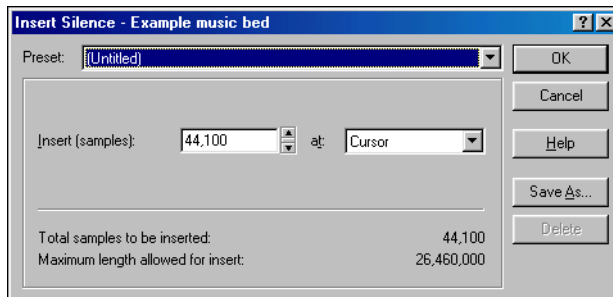 Insert Silence - Example music bed
Preset: (Untitled)
OK
Cancel
Insert (samples): 44,100 at: Cursor
Help
Save As...
Delete
Total samples to be inserted: 44,100
Maximum length allowed for insert: 26,460,000